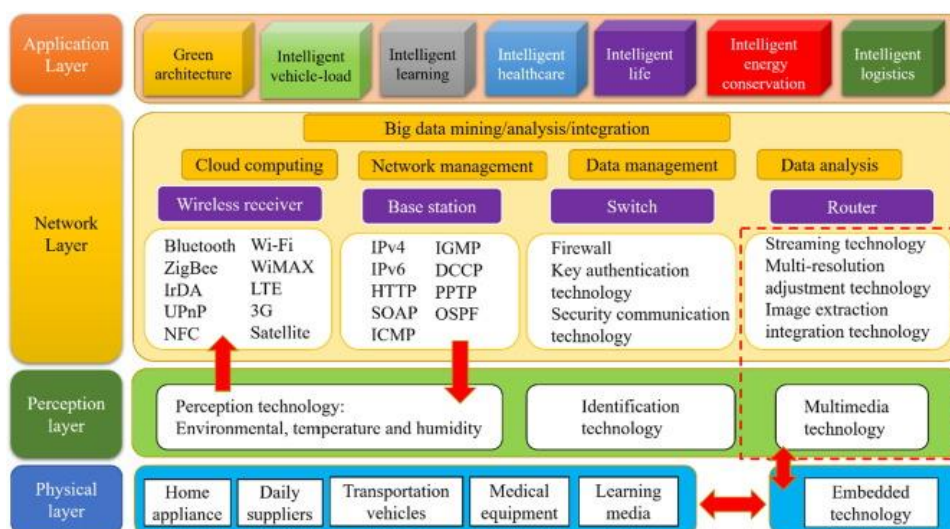 Application
Layer
Green
architecture
Intelligent
vehicle-load
Intelligent
learning
Intelligent
healthcare
Intelligent
life
Intelligent
energy
conservation
Intelligent
logistics
Network
Layer
Big data mining/analysis/integration
Cloud computing
Network management
Data management
Data analysis
Wireless receiver
Base station
Switch
Router
Bluetooth Wi-Fi
ZigBee WiMAX
IrDA LTE
UPnP 3G
NFC Satellite
IPv4 IGMP
IPv6 DCCP
HTTP PPTP
SOAP OSPF
ICMP
Firewall
Key authentication
technology
Security communication
technology
Streaming technology
Multi-resolution
adjustment technology
Image extraction
integration technology
Perception
layer
Perception technology:
Environmental, temperature and humidity
Identification
technology
Multimedia
technology
Physical
layer
Home
appliance
Daily
suppliers
Transportation
vehicles
Medical
equipment
Learning
media
Embedded
technology